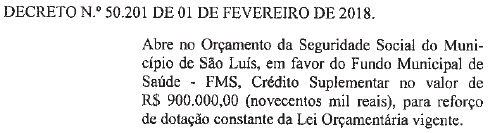 DECRETO N.º 50.201 DE 01 DE FEVEREIRO DE 2018.
Abre no Orçamento da Seguridade Social do Muni-
cípio de São Luís, em favor do Fundo Municipal de
Saúde - FMS, Crédito Suplementar no valor de
R$ 900.000,00 (novecentos mil reais), para reforço
de dotação constante da Lei Orçamentária vigente.